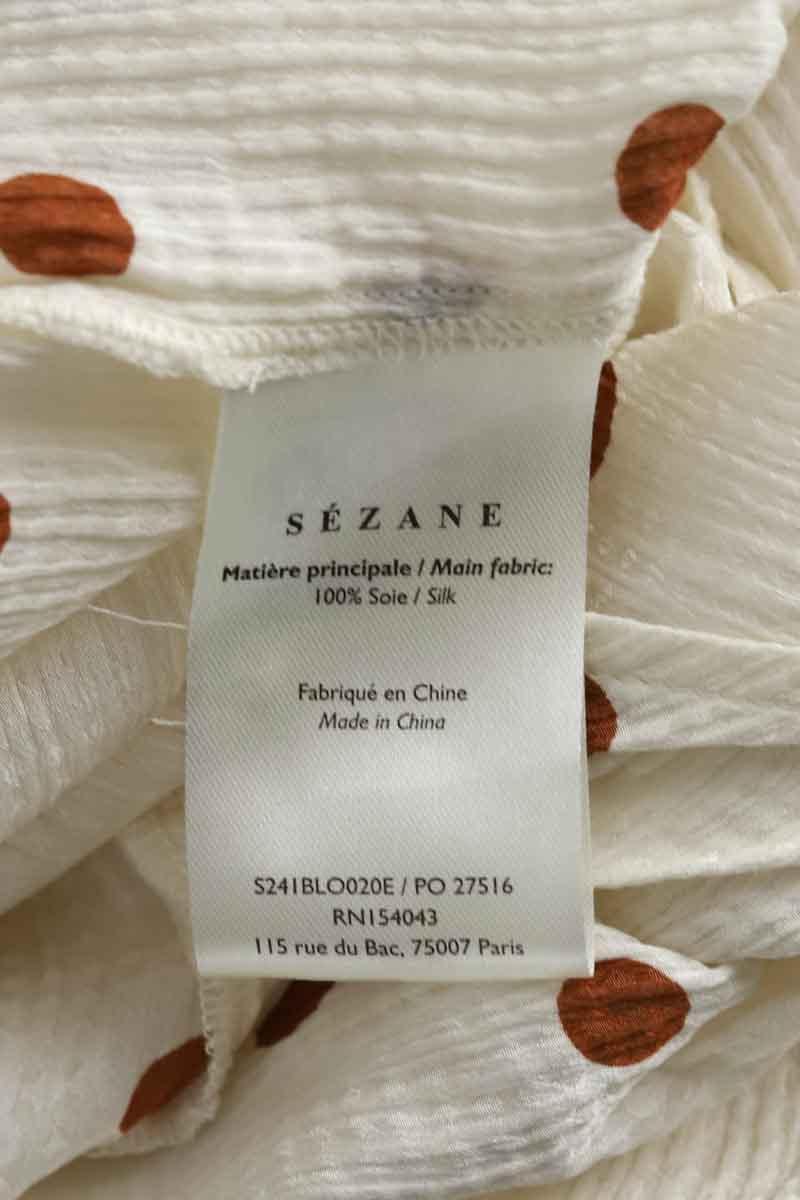 SÉZANE
Matière principale / Main fabric:
100% Soie / Silk
Fabriqué en Chine
Made in China
S241BLO020E / PO 27516
RN154043
115 rue du Bac, 75007 Paris